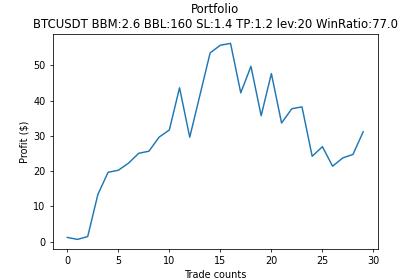 Portfolio
BTCUSDT BBM:2.6 BBL:160 SL:1.4 TP:1.2 lev:20 WinRatio:77.0
Profit ($)
50
40
30
20
10
0
0 5 10 15 20 25 30
Trade counts